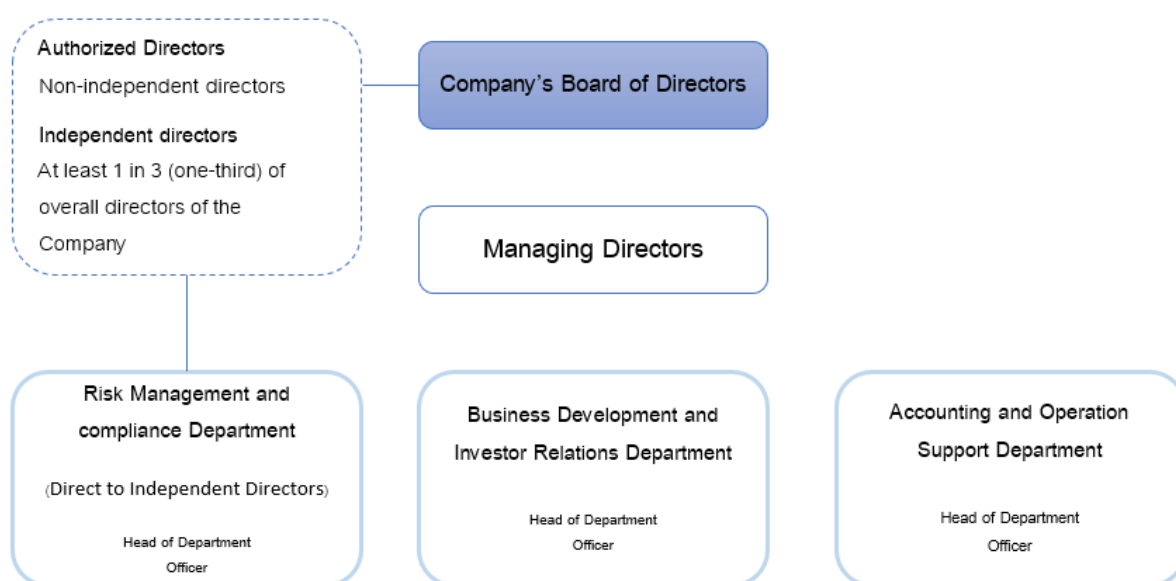 Authorized Directors
Non-independent directors
Independent directors
At least 1 in 3 (one-third) of
overall directors of the
Company
Company's Board of Directors
Managing Directors
Risk Management and
compliance Department
(Direct to Independent Directors)
Head of Department
Officer
Business Development and
Investor Relations Department
Head of Department
Officer
Accounting and Operation
Support Department
Head of Department
Officer